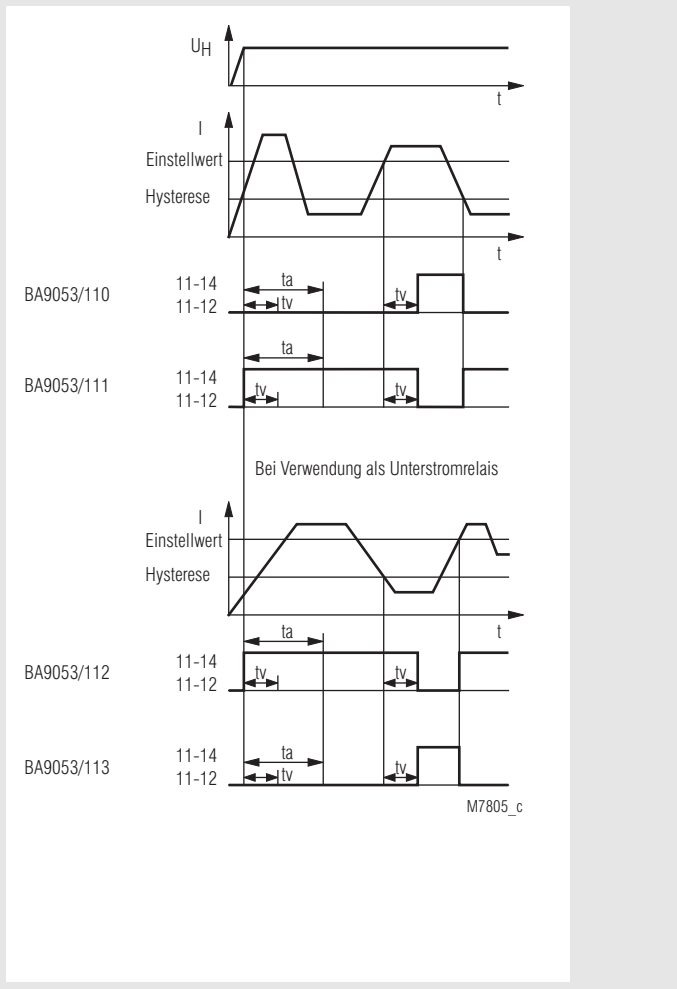 UH
t
I
Einstellwert
Hysterese
t
BA9053/110
11-14
11-12
ta
tv
tv
ta
BA9053/111
11-14
11-12
tv
tv
Bei Verwendung als Unterstromrelais
I
Einstellwert
Hysterese
t
ta
BA9053/112
11-14
11-12
tv
tv
BA9053/113
11-14
11-12
ta
tv
tv
M7805_c